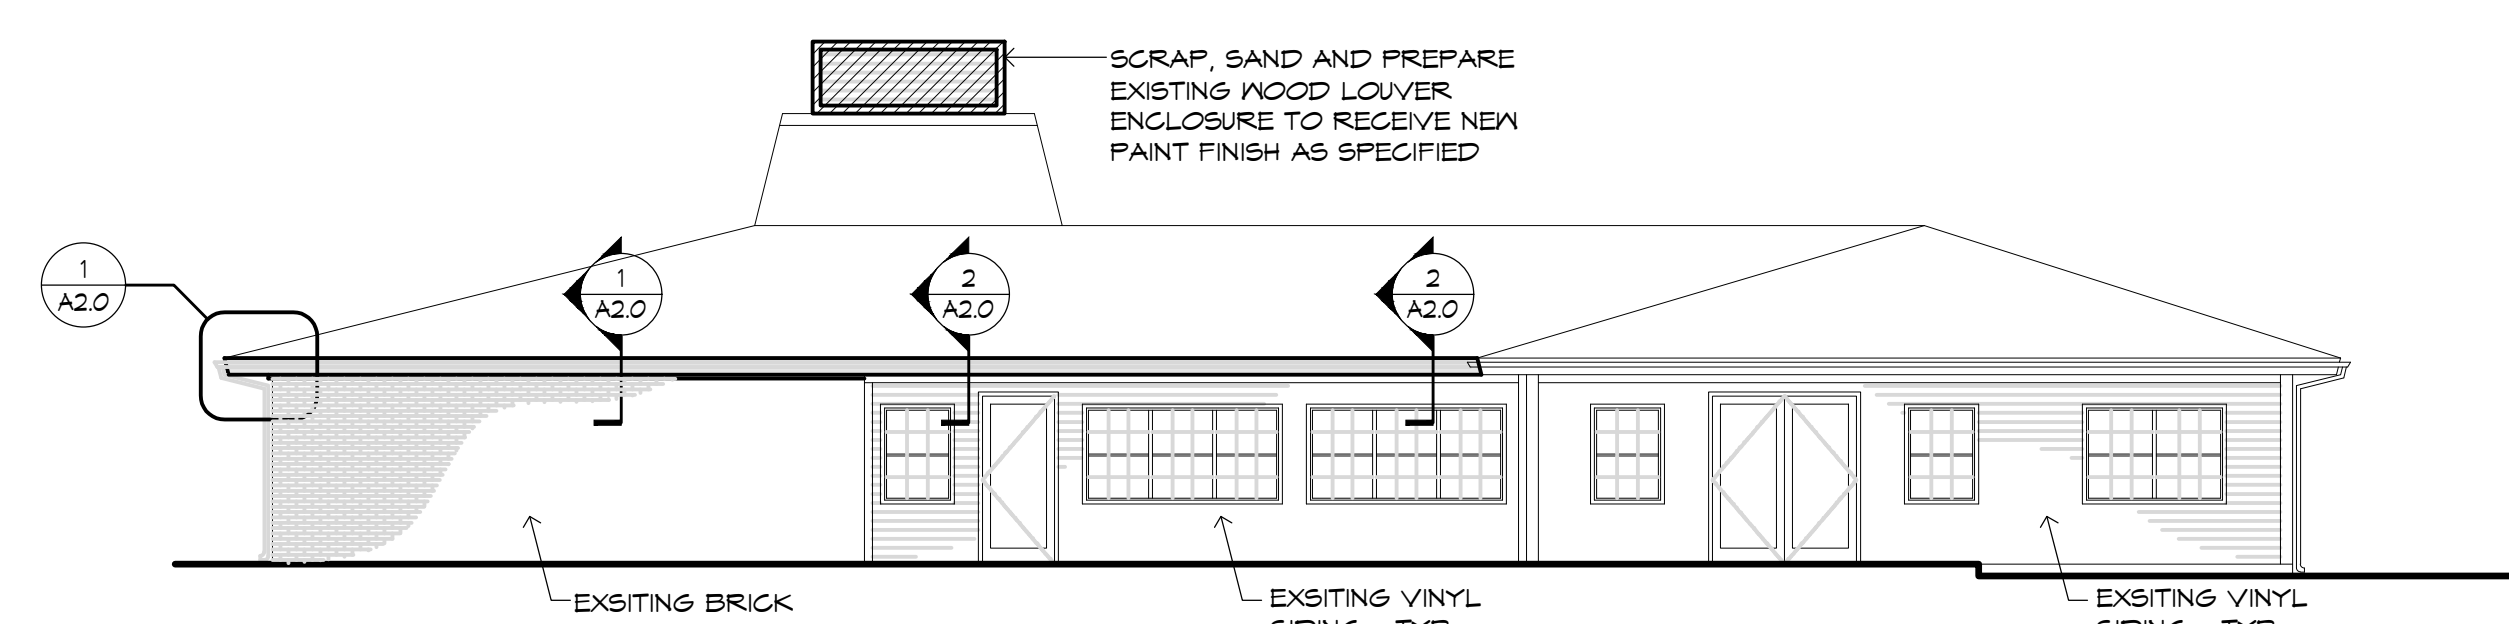 SCRAP, SAND AND PREPARE
EXISTING WOOD LOUVER
ENCLOSURE TO RECEIVE NEW
PAINT FINISH AS SPECIFIED
1
A2.0
1
A2.0
2
A2.0
2
A2.0
EXSITING BRICK
EXSITING VINYL
EXSITING VINYL